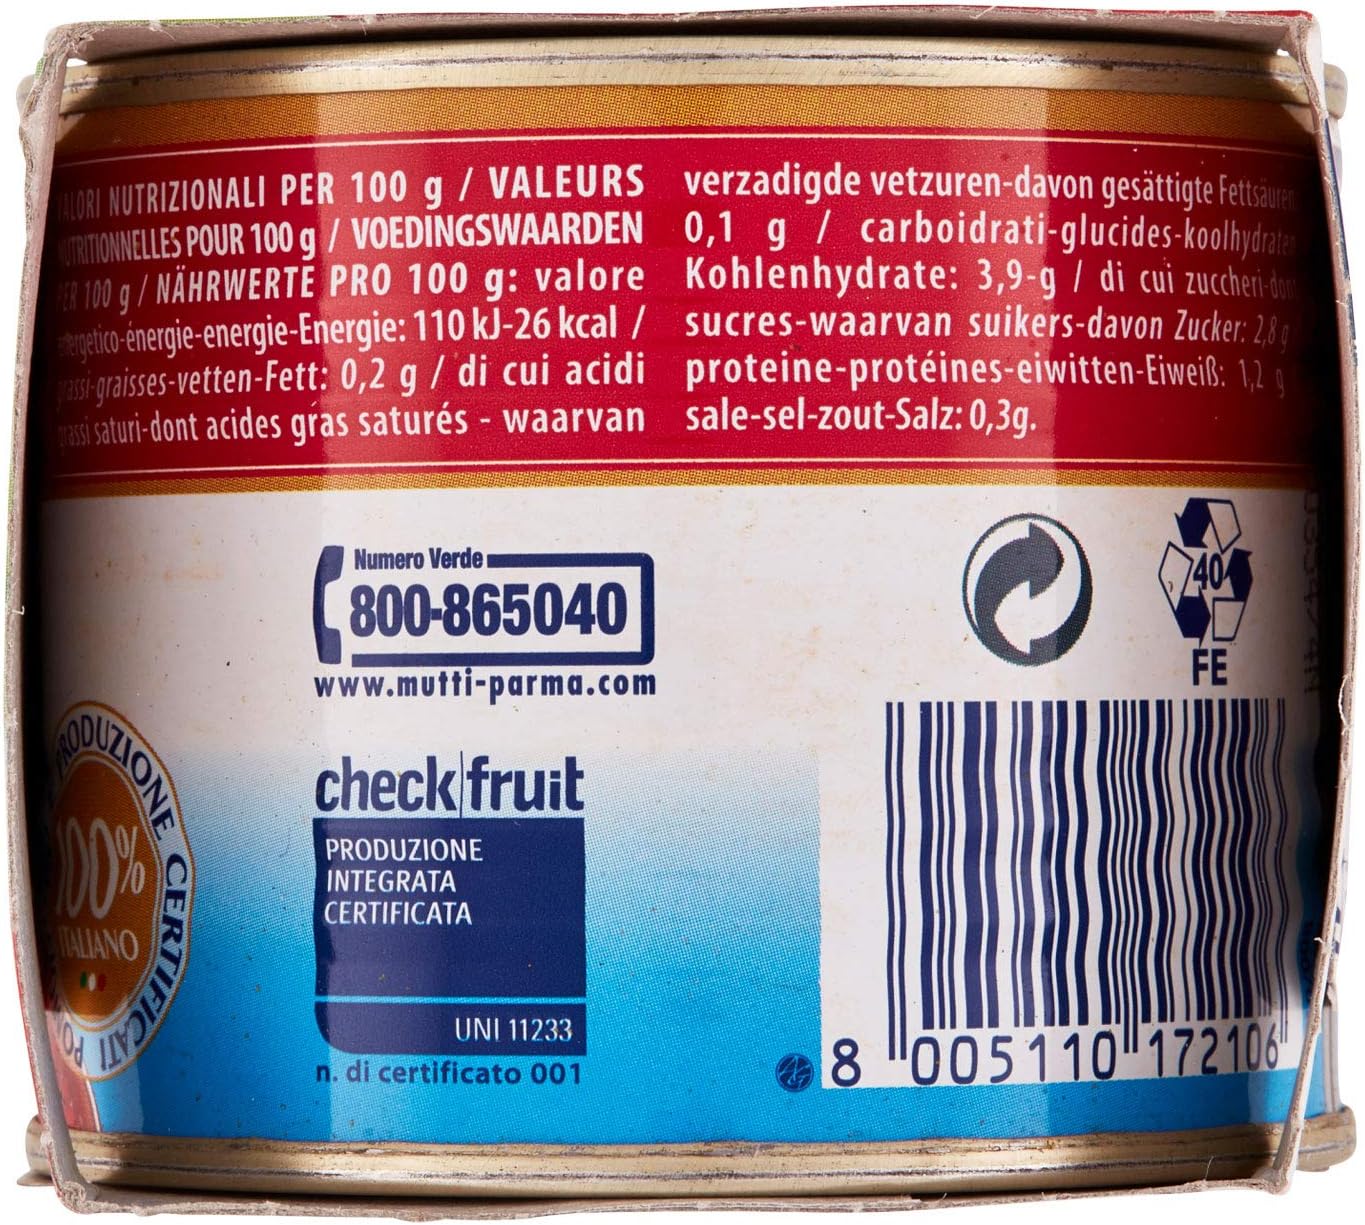 VALORI NUTRIZIONALI PER 100 g / VALEURS
NUTRITIONNELLES POUR 100 g / VOEDINGSWAARDEN
PER 100 g / NÄHRWERTE PRO 100 g: valore
energetico-énergie-energie-Energie: 110 kJ-26 kcal /
grassi-graisses-vetten-Fett: 0,2 g / di cui acidi
grassi saturi-dont acides gras saturés - waarvan
verzadigde vetzuren-davon gesättigte Fettsäuren
0,1 g / carboidrati-glucides-koolhydraten
Kohlenhydrate: 3,9-g / di cui zuccheri-dont
sucres-waarvan suikers-davon Zucker: 2,8 g
proteine-protéines-eiwitten-Eiweiß: 1,2 g
sale-sel-zout-Salz: 0,3g.
Numero Verde
800-865040
www.mutti-parma.com
40
FE
check|fruit
PRODUZIONE
INTEGRATA
CERTIFICATA
UNI 11233
n. di certificato 001
PRODUZIONE CERTIFICATI
100%
ITALIANO
8 005110 172106